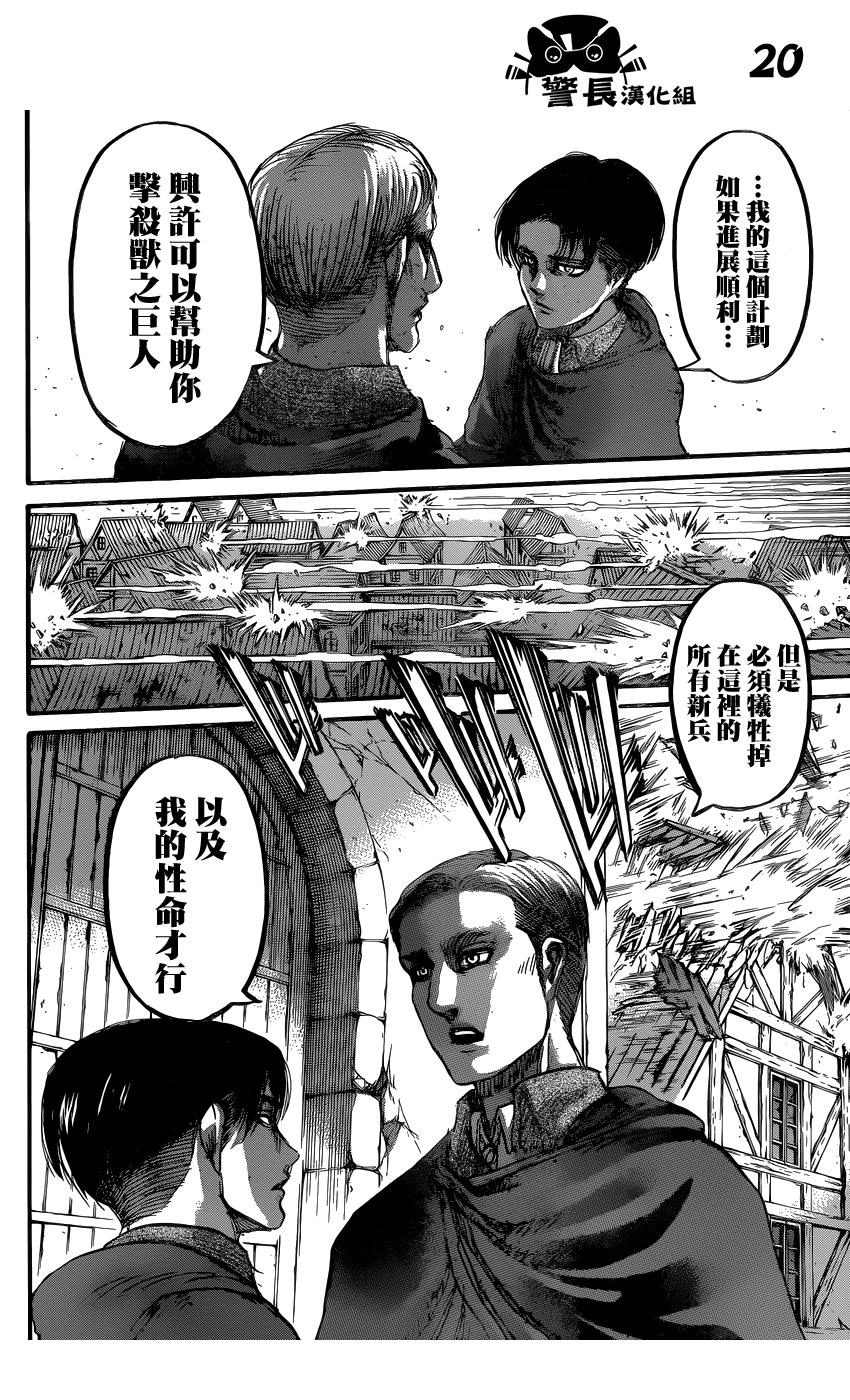 警長漢化組
20
…我的這個計劃
如果進展順利…
興許可以幫助你
擊殺獸之巨人
但是
必須犧牲掉
在這裡的
所有新兵
以及
我的性命才行